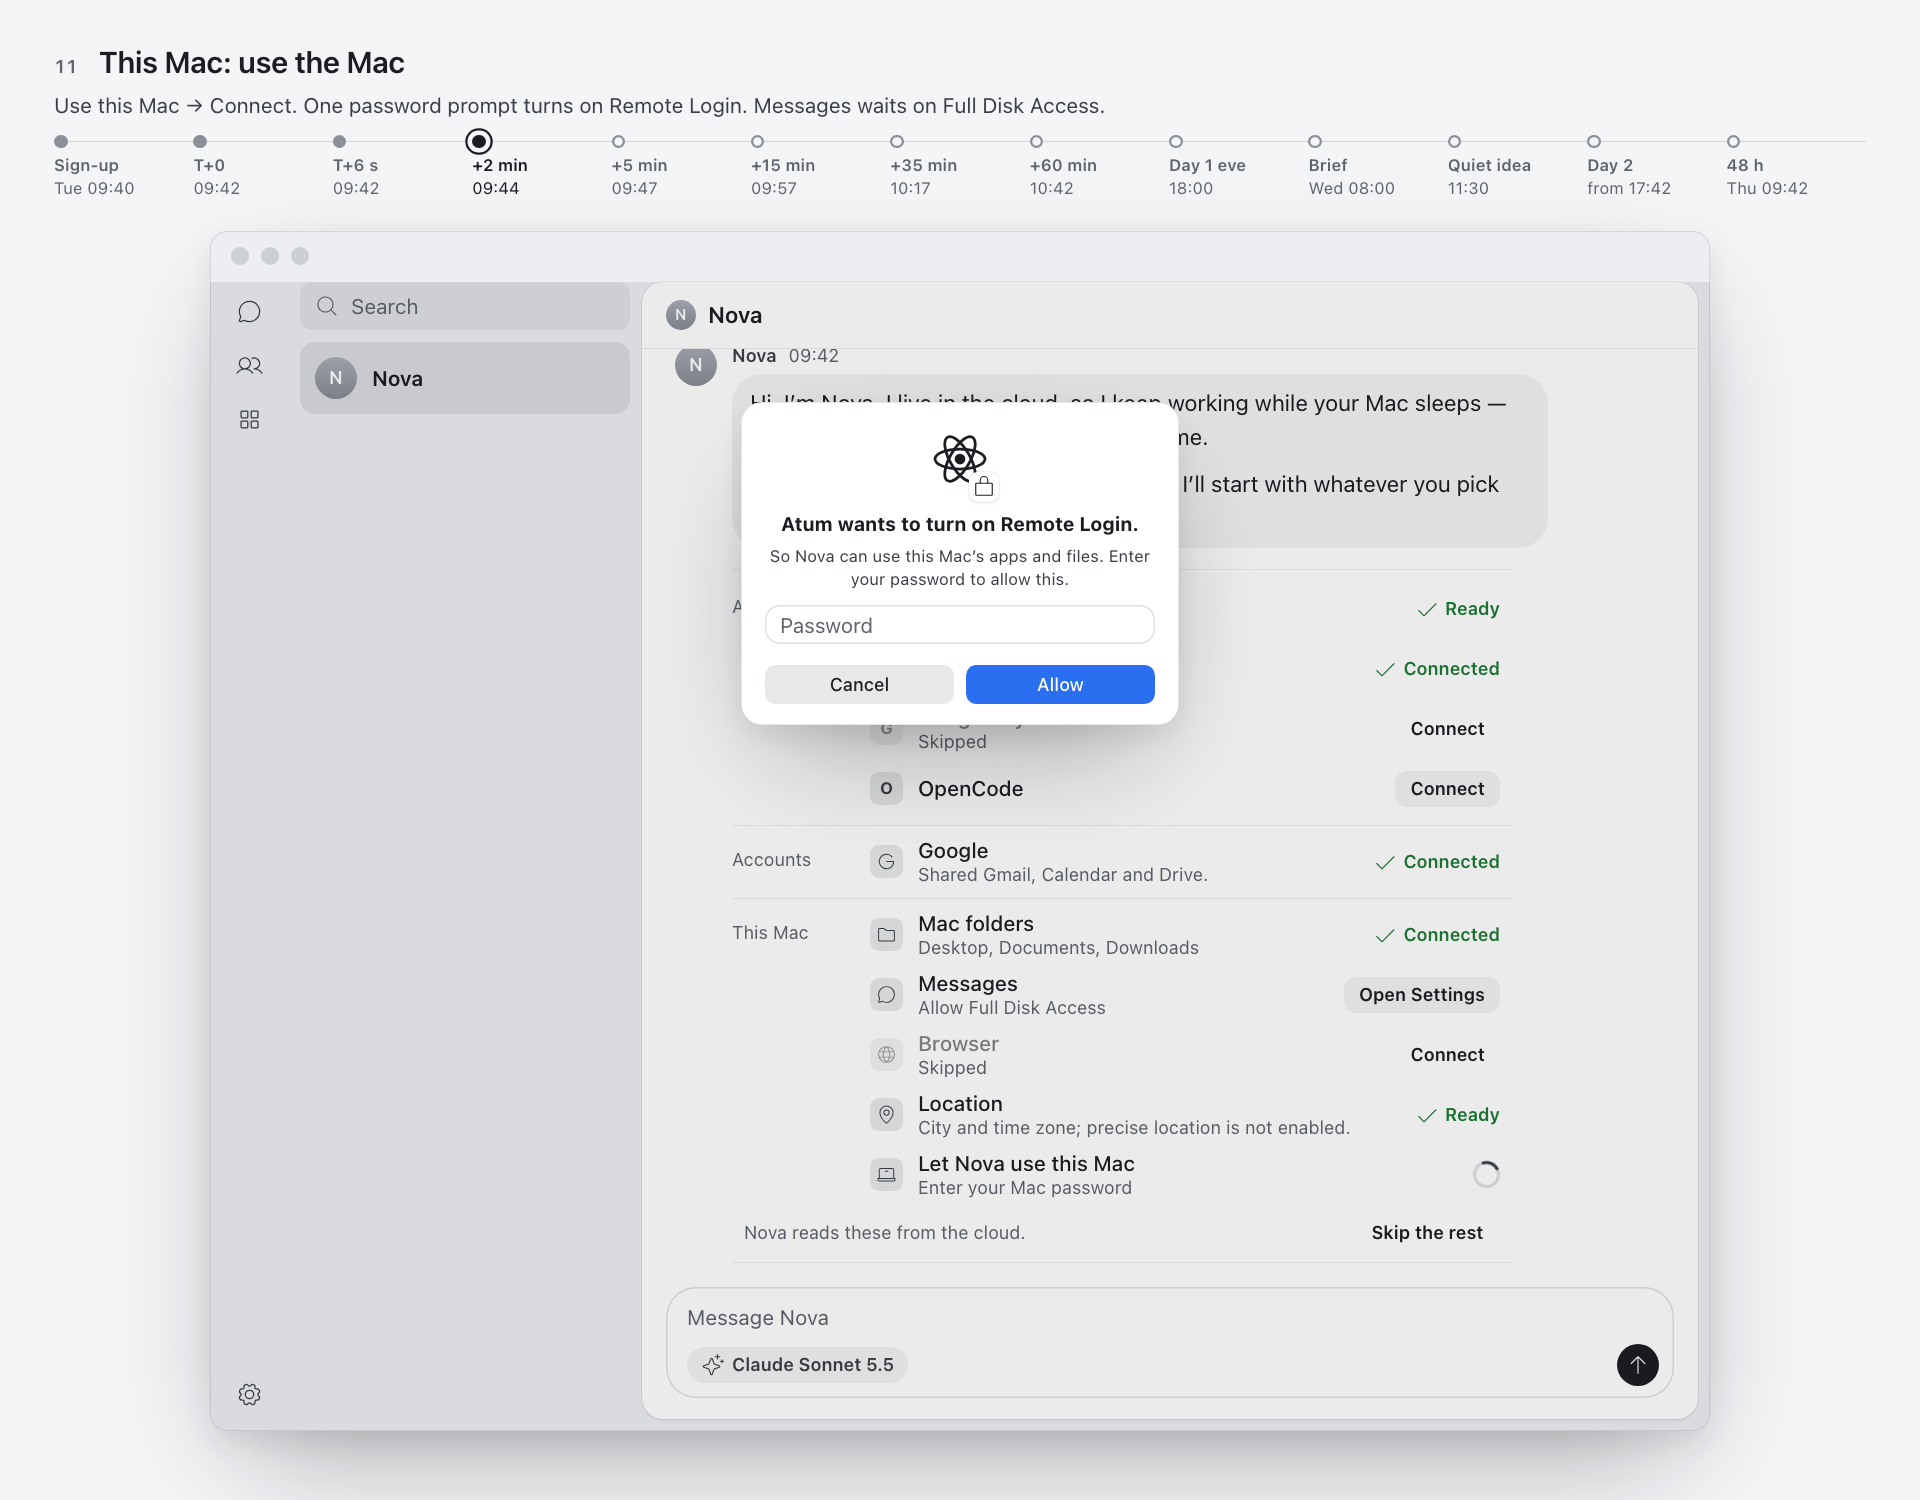 11 This Mac: use the Mac
Use this Mac → Connect. One password prompt turns on Remote Login. Messages waits on Full Disk Access.
Sign-up
Tue 09:40
T+0
09:42
T+6 s
09:42
+2 min
09:44
+5 min
09:47
+15 min
09:57
+35 min
10:17
+60 min
10:42
Day 1 eve
18:00
Brief
Wed 08:00
Quiet idea
11:30
Day 2
from 17:42
48 h
Thu 09:42
Search
N Nova
N Nova
N Nova 09:42
working while your Mac sleeps —
me.
I’ll start with whatever you pick
Atum wants to turn on Remote Login.
So Nova can use this Mac’s apps and files. Enter
your password to allow this.
Password
Cancel
Allow
Ready
Connected
G
Skipped
Connect
O OpenCode
Connect
Accounts
Google
Shared Gmail, Calendar and Drive.
Connected
This Mac
Mac folders
Desktop, Documents, Downloads
Connected
Messages
Allow Full Disk Access
Open Settings
Browser
Skipped
Connect
Location
City and time zone; precise location is not enabled.
Ready
Let Nova use this Mac
Enter your Mac password
Nova reads these from the cloud.
Skip the rest
Message Nova
Claude Sonnet 5.5